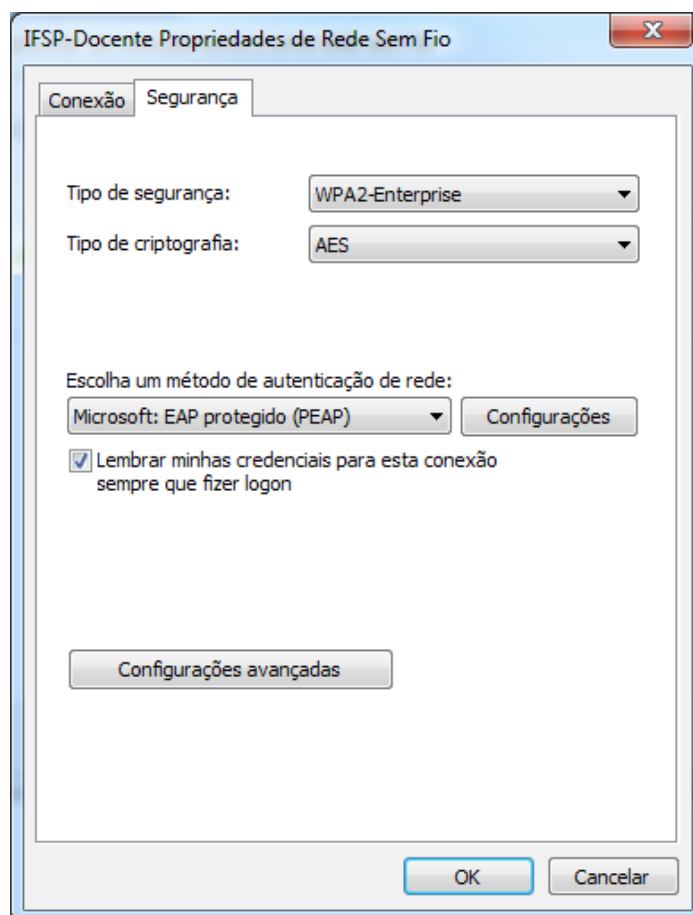 IFSP-Docente Propriedades de Rede Sem Fio
Conexão
Segurança
Tipo de segurança:
WPA2-Enterprise
Tipo de criptografia:
AES
Escolha um método de autenticação de rede:
Microsoft: EAP protegido (PEAP)
Configurações
Lembrar minhas credenciais para esta conexão
sempre que fizer logon
Configurações avançadas
OK
Cancelar